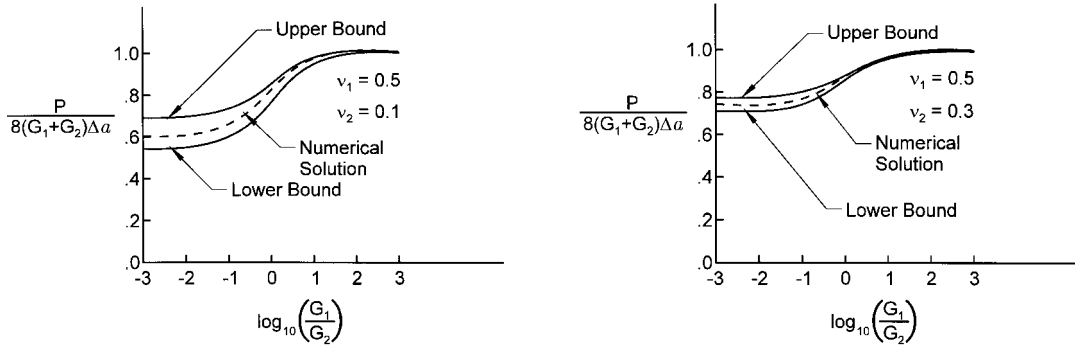 Upper Bound
1.0
.8
.6
.4
.2
.0
P
8(G₁+G₂)Δa
ν₁ = 0.5
ν₂ = 0.1
Numerical
Solution
Lower Bound
-3 -2 -1 0 1 2 3
log₁₀(G₁/G₂)
Upper Bound
1.0
.8
.6
.4
.2
.0
P
8(G₁+G₂)Δa
ν₁ = 0.5
ν₂ = 0.3
Numerical
Solution
Lower Bound
-3 -2 -1 0 1 2 3
log₁₀(G₁/G₂)